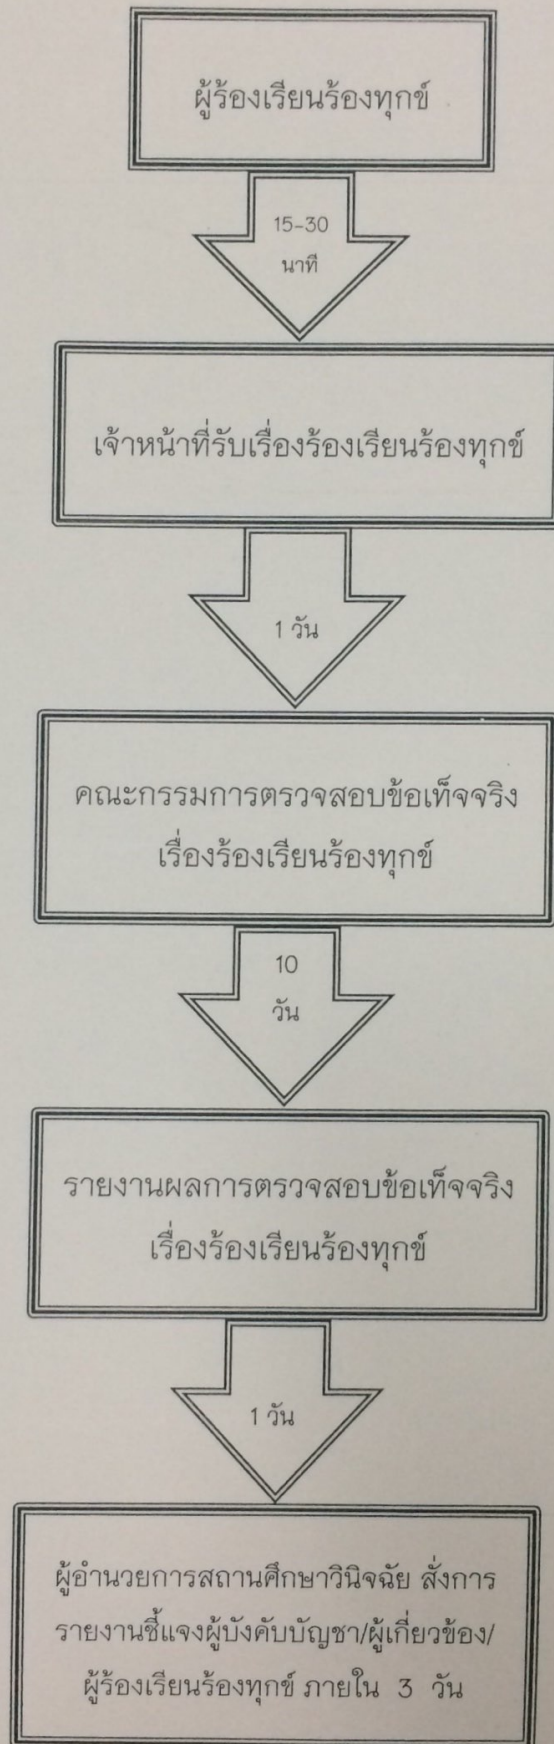 ผู้ร้องเรียนร้องทุกข์
15-30
นาที
เจ้าหน้าที่รับเรื่องร้องเรียนร้องทุกข์
1 วัน
คณะกรรมการตรวจสอบข้อเท็จจริง
เรื่องร้องเรียนร้องทุกข์
10
วัน
รายงานผลการตรวจสอบข้อเท็จจริง
เรื่องร้องเรียนร้องทุกข์
1 วัน
ผู้อำนวยการสถานศึกษาวินิจฉัย สั่งการ
รายงานชี้แจงผู้บังคับบัญชา/ผู้เกี่ยวข้อง/
ผู้ร้องเรียนร้องทุกข์ ภายใน 3 วัน